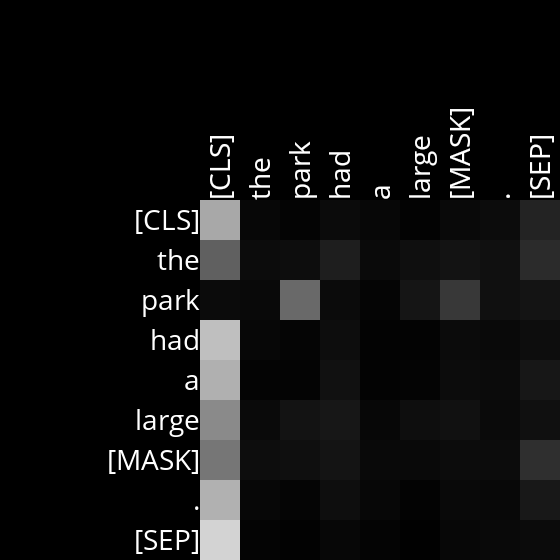 [CLS] the park had a large [MASK] . [SEP]
[CLS]
the
park
had
a
large
[MASK]
.
[SEP]